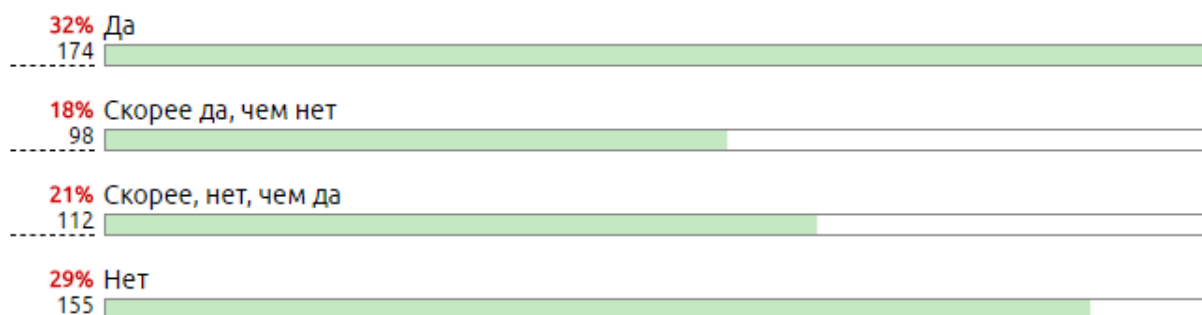 32% Да
174
18% Скорее да, чем нет
98
21% Скорее, нет, чем да
112
29% Нет
155